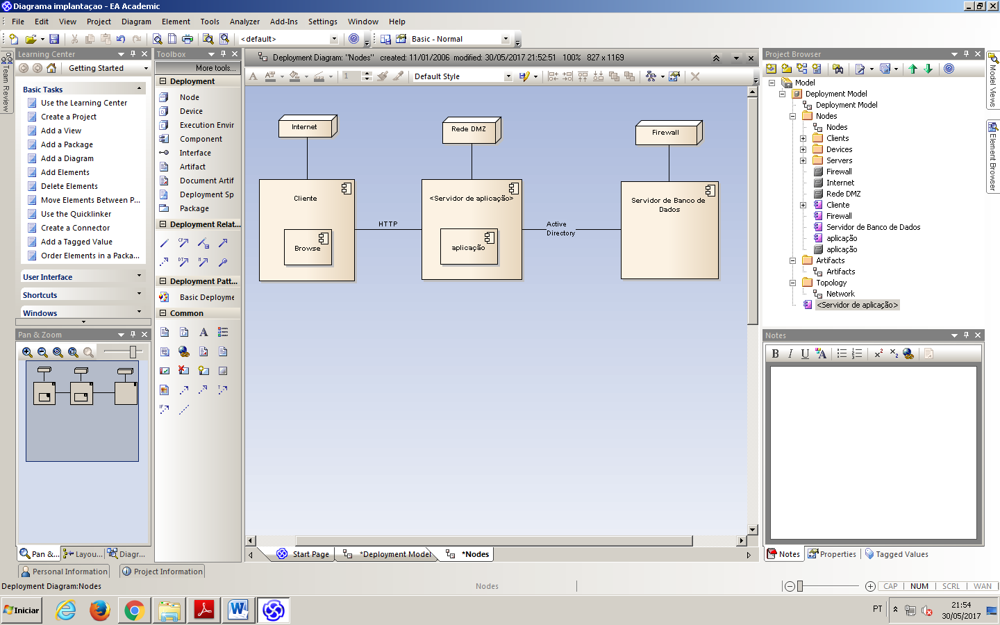 Diagrama implantaçao - EA Academic
File Edit View Project Diagram Element Tools Analyzer Add-Ins Settings Window Help
<default>
Basic - Normal
Team Review
Learning Center
Getting Started
Basic Tasks
Use the Learning Center
Create a Project
Add a View
Add a Package
Add a Diagram
Add Elements
Delete Elements
Move Elements Between P...
Use the Quicklinker
Create a Connector
Add a Tagged Value
Order Elements in a Packa...
User Interface
Shortcuts
Windows
Pan & Zoom
Pan &...
Layou...
Diagr...
Toolbox
More tools...
Deployment
Node
Device
Execution Envir
Component
Interface
Artifact
Document Artif
Deployment Sp
Package
Deployment Relat...
Deployment Patt...
Basic Deployme
Common
Deployment Diagram: "Nodes" created: 11/01/2006 modified: 30/05/2017 21:52:51 100% 827 x 1169
1
Default Style
Internet
Rede DMZ
Firewall
Cliente
Browse
HTTP
<Servidor de aplicação>
aplicação
Active
Directory
Servidor de Banco de
Dados
Start Page
*Deployment Model
*Nodes
Project Browser
Model
Deployment Model
Deployment Model
Nodes
Nodes
Clients
Devices
Servers
Firewall
Internet
Rede DMZ
Cliente
Firewall
Servidor de Banco de Dados
aplicação
aplicação
Artifacts
Artifacts
Topology
Network
<Servidor de aplicação>
Model Views
Element Browser
Notes
B I U A x² x₂
Notes
Properties
Tagged Values
Personal Information
Project Information
Deployment Diagram:Nodes
Nodes
CAP NUM SCRL WAN
Iniciar
PT
21:54
30/05/2017